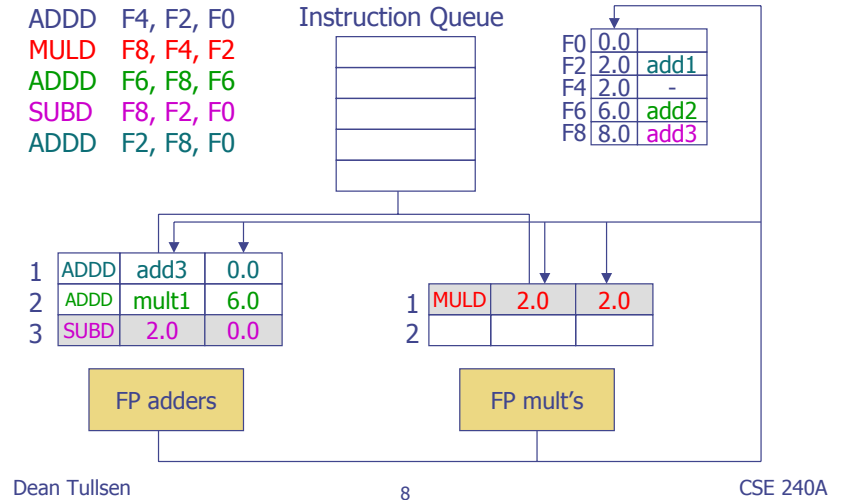 ADDD F4, F2, F0
MULD F8, F4, F2
ADDD F6, F8, F6
SUBD F8, F2, F0
ADDD F2, F8, F0
Instruction Queue
F0 0.0
F2 2.0 add1
F4 2.0 -
F6 6.0 add2
F8 8.0 add3
1 ADDD add3 0.0
2 ADDD mult1 6.0
3 SUBD 2.0 0.0
1 MULD 2.0 2.0
2
FP adders
FP mult's
Dean Tullsen
8
CSE 240A